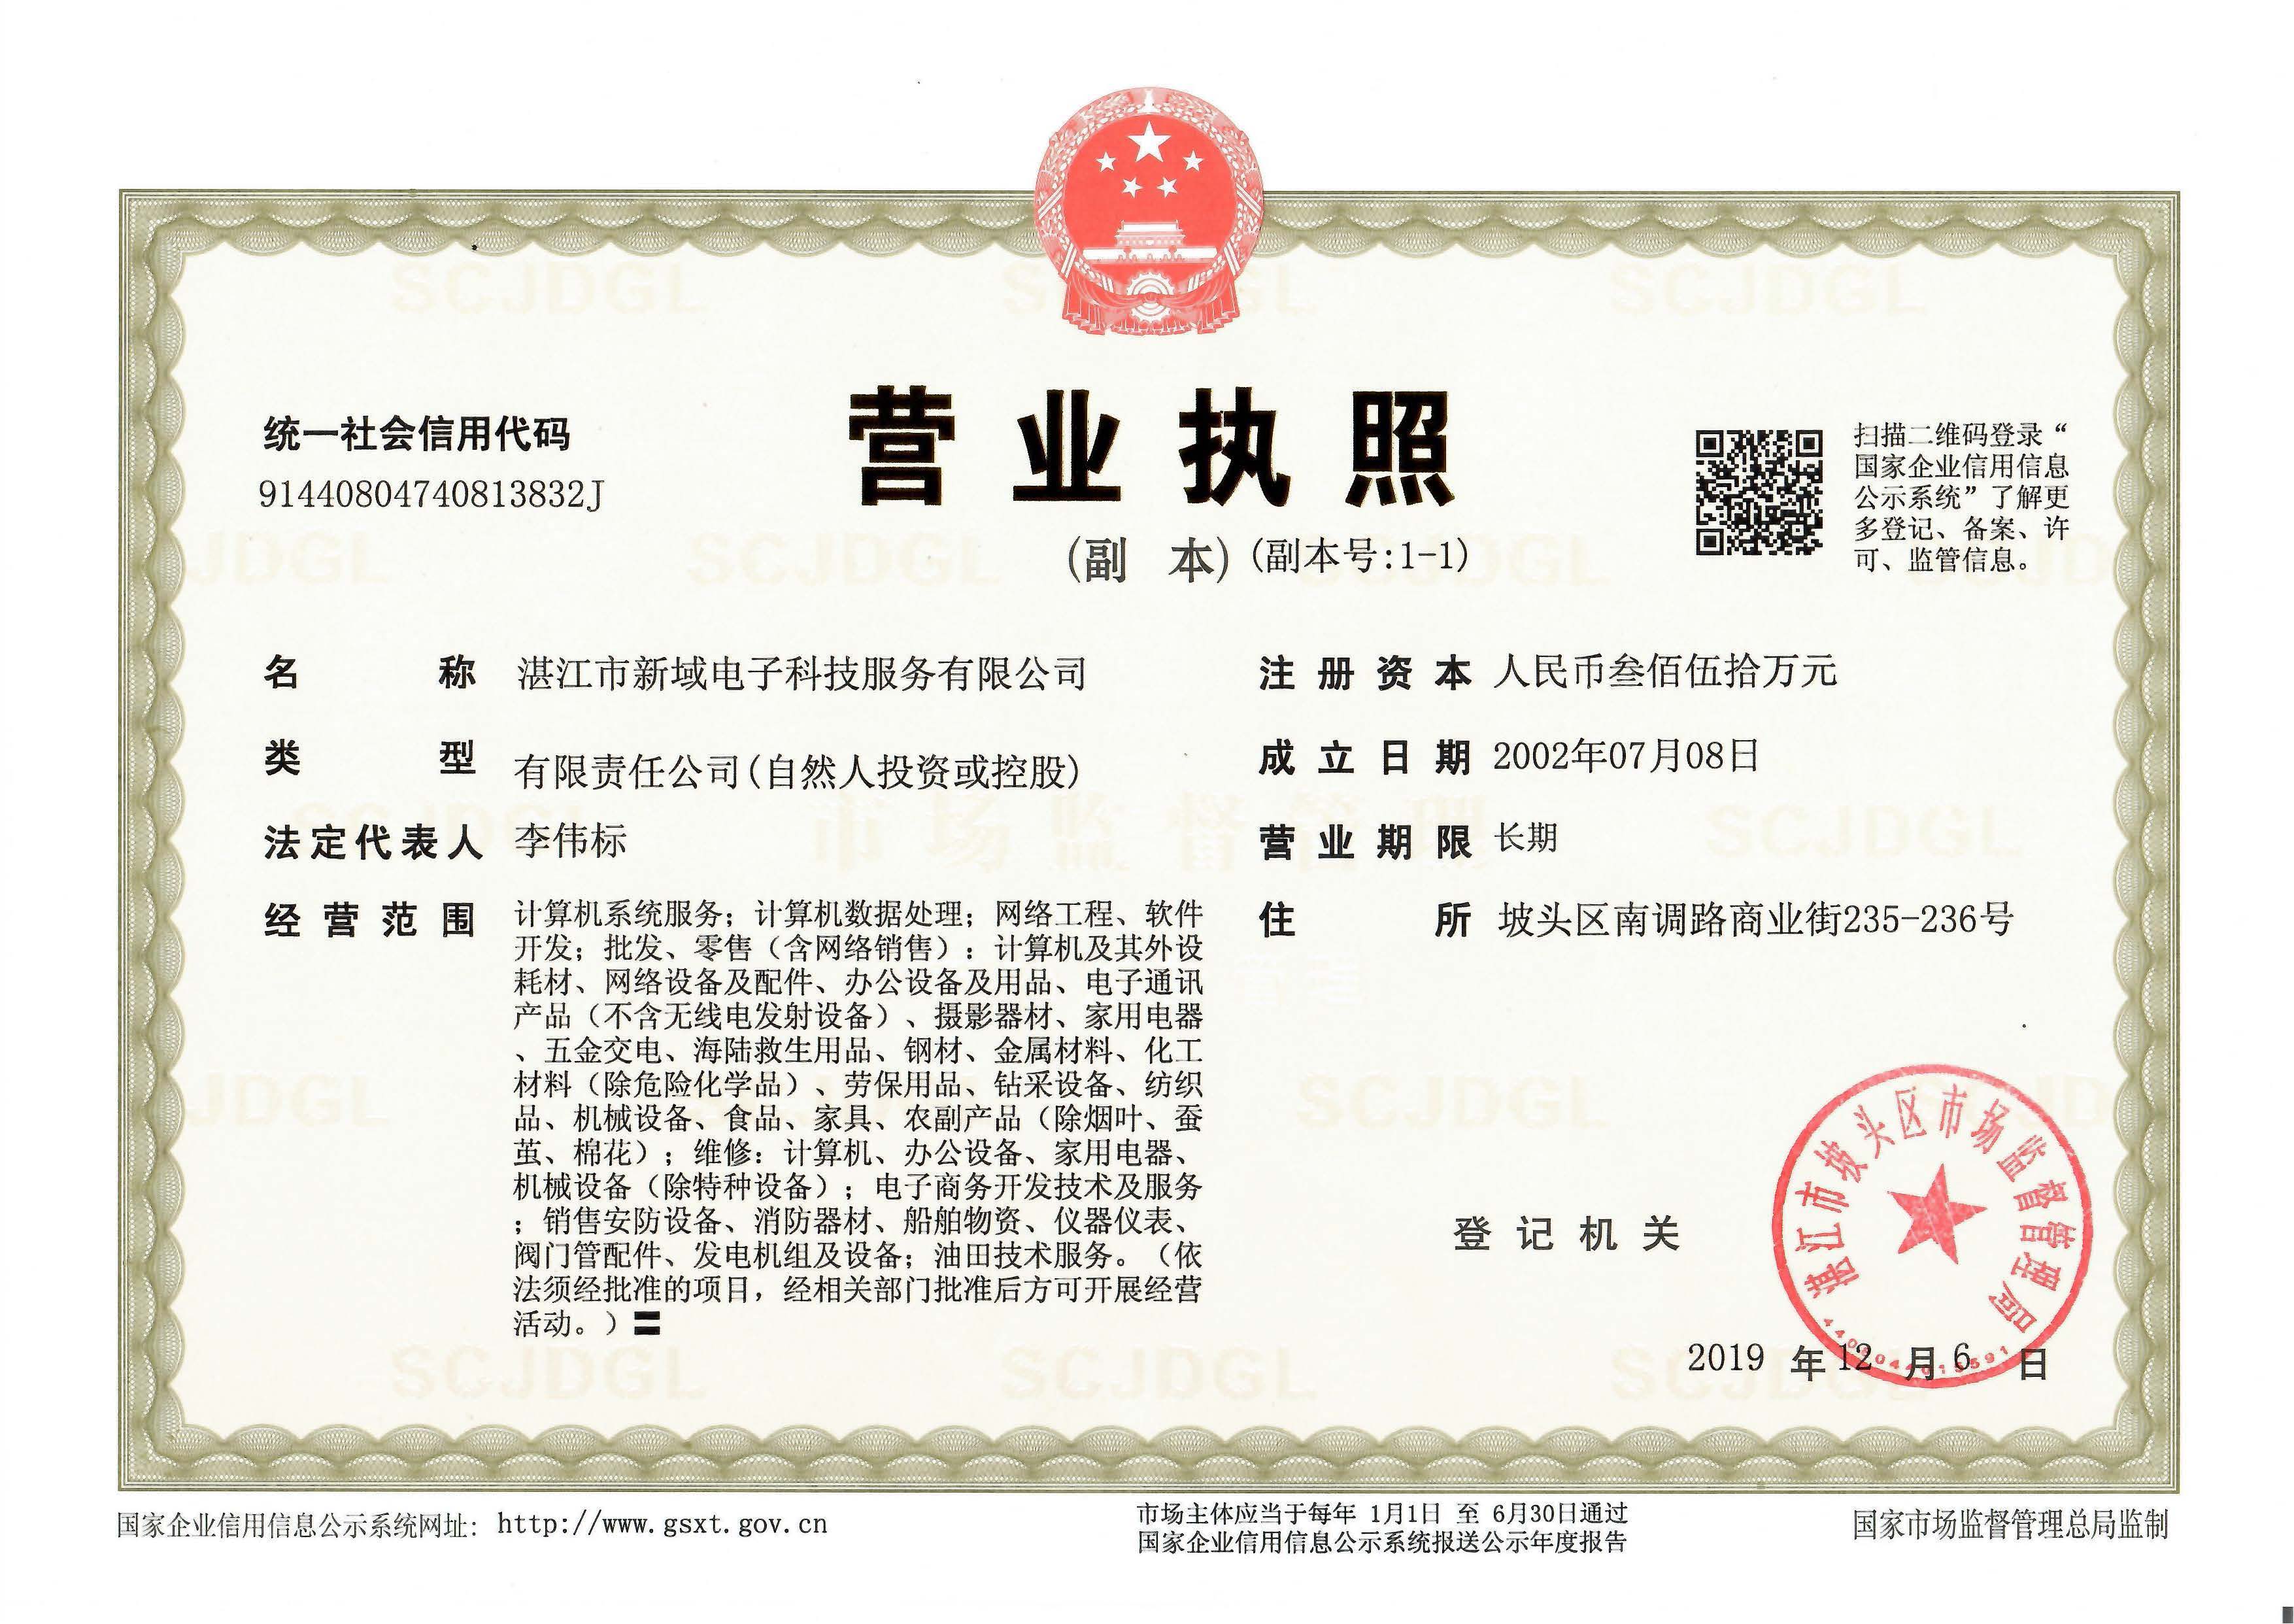 统一社会信用代码
91440804740813832J
营业执照
(副 本)(副本号:1-1)
扫描二维码登录“
国家企业信用信息
公示系统”了解更
多登记、备案、许
可、监管信息。
名 称 湛江市新域电子科技服务有限公司
类 型 有限责任公司(自然人投资或控股)
法定代表人 李伟标
经营范围 计算机系统服务；计算机数据处理；网络工程、软件
开发；批发、零售（含网络销售）：计算机及其外设
耗材、网络设备及配件、办公设备及用品、电子通讯
产品（不含无线电发射设备）、摄影器材、家用电器
、五金交电、海陆救生用品、钢材、金属材料、化工
材料（除危险化学品）、劳保用品、钻采设备、纺织
品、机械设备、食品、家具、农副产品（除烟叶、蚕
茧、棉花）；维修：计算机、办公设备、家用电器、
机械设备（除特种设备）；电子商务开发技术及服务
；销售安防设备、消防器材、船舶物资、仪器仪表、
阀门管配件、发电机组及设备；油田技术服务。（依
法须经批准的项目，经相关部门批准后方可开展经营
活动。）
注册资本 人民币叁佰伍拾万元
成立日期 2002年07月08日
营业期限 长期
住 所 坡头区南调路商业街235-236号
登记机关
湛江市坡头区市场监督管理局
2019 年 12 月 6 日
国家企业信用信息公示系统网址：http://www.gsxt.gov.cn
市场主体应当于每年 1月1日 至 6月30日通过
国家企业信用信息公示系统报送公示年度报告
国家市场监督管理总局监制
SCJDGL
市场监督管理